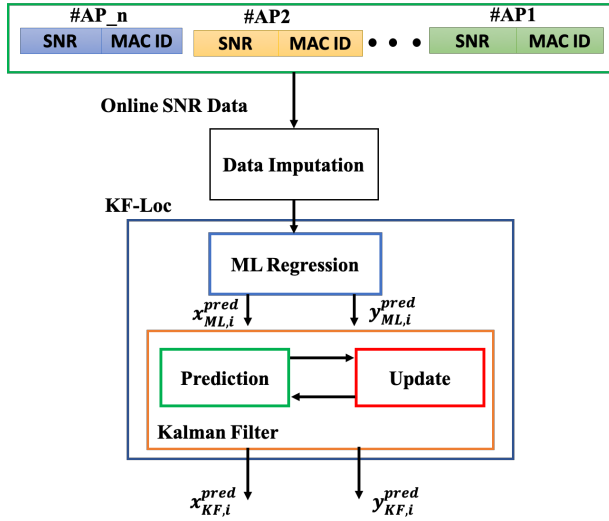 #AP_n #AP2 #AP1
SNR MAC ID SNR MAC ID • • • SNR MAC ID
Online SNR Data
Data Imputation
KF-Loc
ML Regression
x_{ML,i}^{pred} y_{ML,i}^{pred}
Prediction Update
Kalman Filter
x_{KF,i}^{pred} y_{KF,i}^{pred}